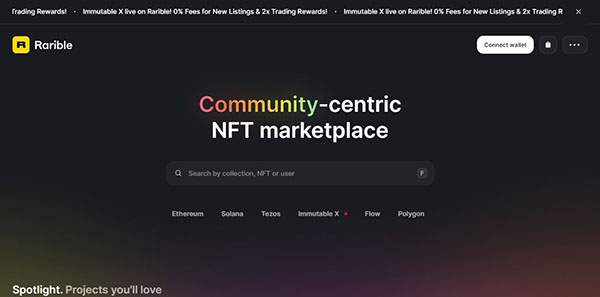 Trading Rewards! • Immutable X live on Rarible! 0% Fees for New Listings & 2x Trading Rewards! • Immutable X live on Rarible! 0% Fees for New Listings & 2x Trading R
R Rarible
Connect wallet
Community-centric
NFT marketplace
Search by collection, NFT or user F
Ethereum Solana Tezos Immutable X Flow Polygon
Spotlight. Projects you'll love